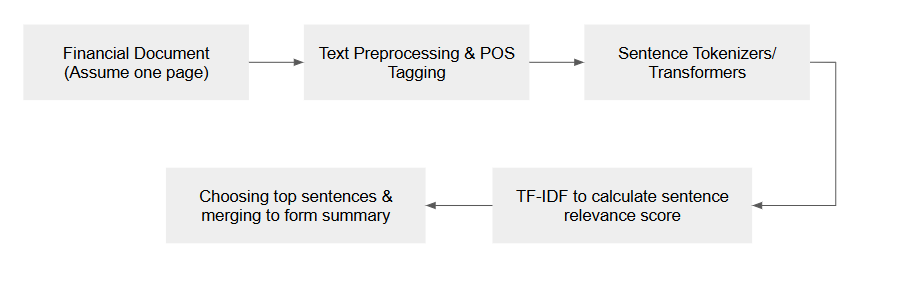 Financial Document
(Assume one page)
Text Preprocessing & POS
Tagging
Sentence Tokenizers/
Transformers
TF-IDF to calculate sentence
relevance score
Choosing top sentences &
merging to form summary